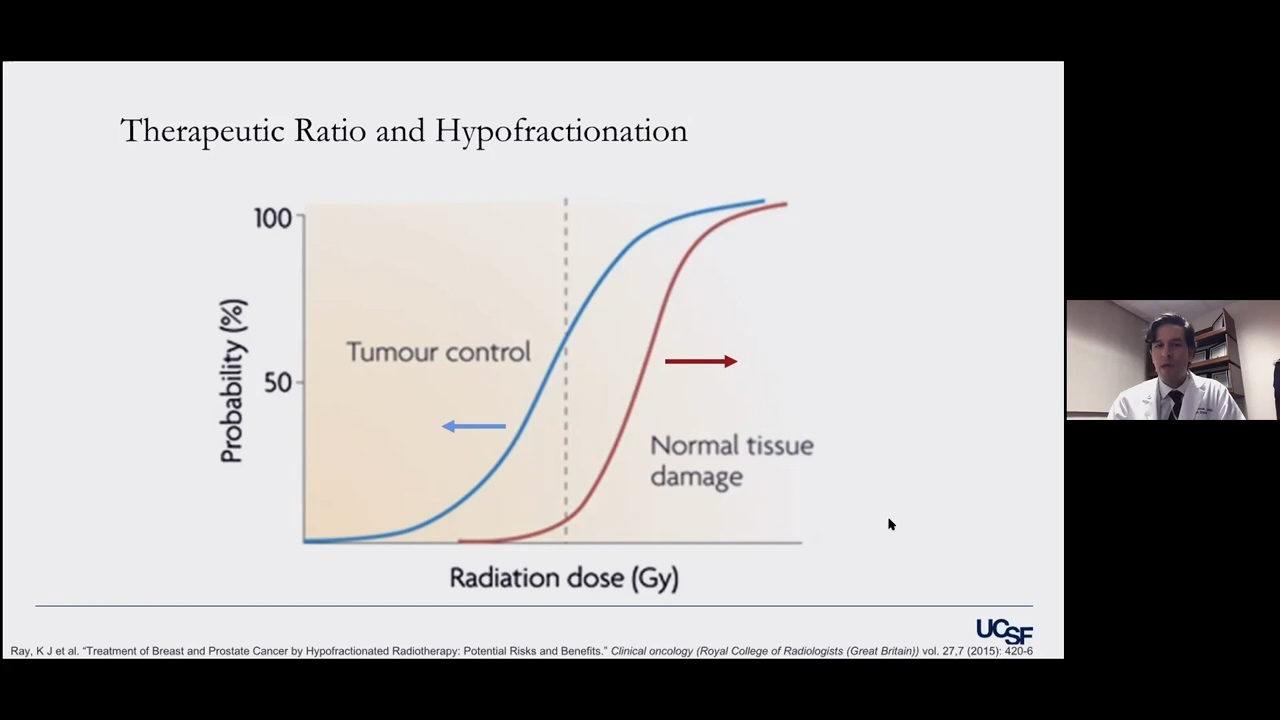 Therapeutic Ratio and Hypofractionation
100
50
Probability (%)
Tumour control
Normal tissue
damage
Radiation dose (Gy)
UCSF
Ray, K J et al. “Treatment of Breast and Prostate Cancer by Hypofractionated Radiotherapy: Potential Risks and Benefits.” Clinical oncology (Royal College of Radiologists (Great Britain)) vol. 27,7 (2015): 420-6